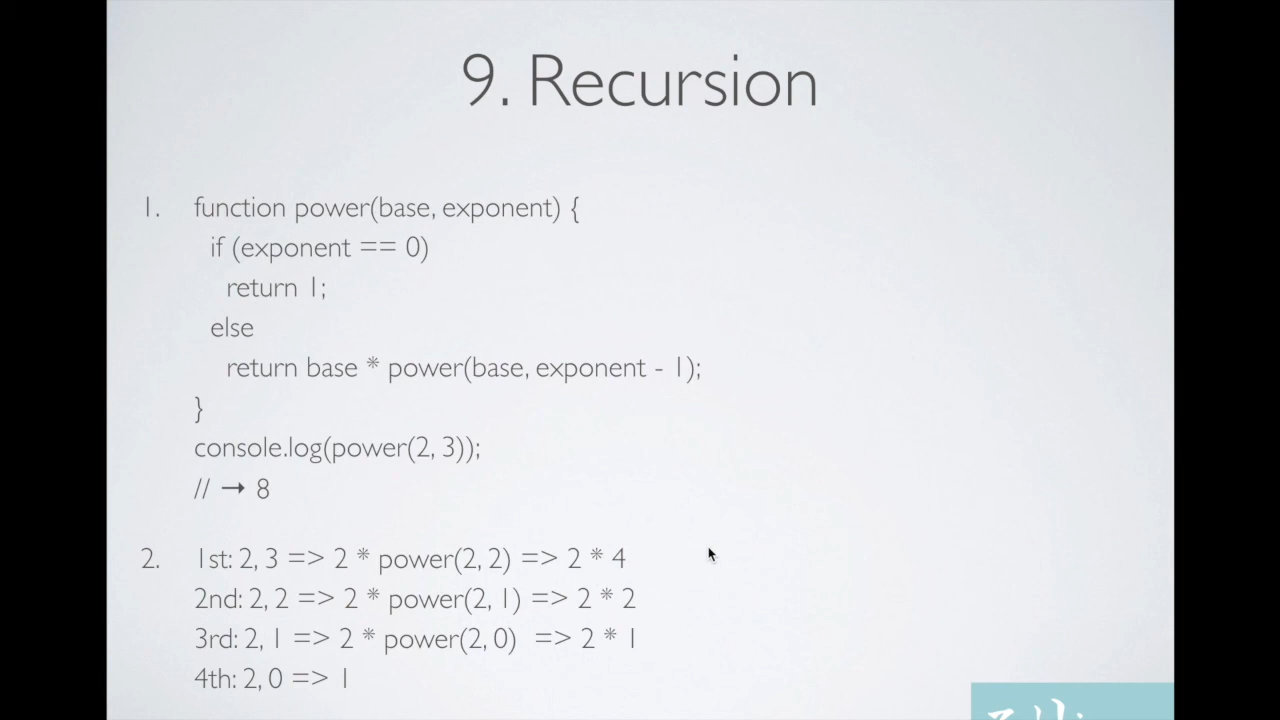 9. Recursion
1. function power(base, exponent) {
if (exponent == 0)
return 1;
else
return base * power(base, exponent - 1);
}
console.log(power(2, 3));
// → 8
2. 1st: 2, 3 => 2 * power(2, 2) => 2 * 4
2nd: 2, 2 => 2 * power(2, 1) => 2 * 2
3rd: 2, 1 => 2 * power(2, 0) => 2 * 1
4th: 2, 0 => 1